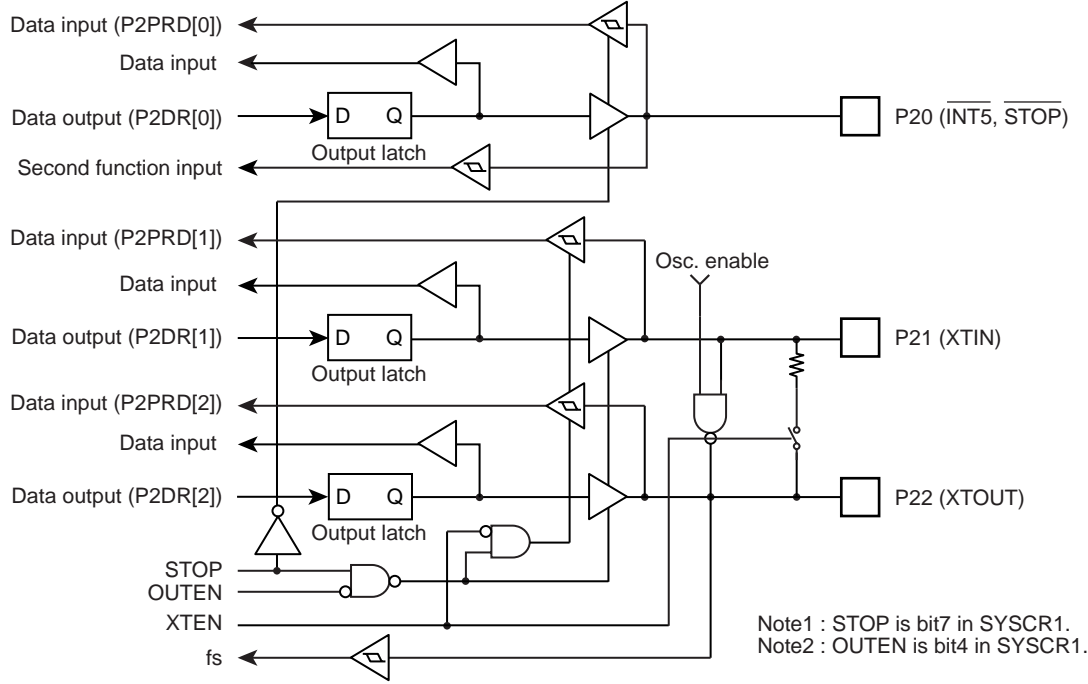 Data input (P2PRD[0])
Data input
Data output (P2DR[0])
D Q
Output latch
P20 (INT5, STOP)
Second function input
Data input (P2PRD[1])
Osc. enable
Data input
Data output (P2DR[1])
D Q
Output latch
P21 (XTIN)
Data input (P2PRD[2])
Data input
Data output (P2DR[2])
D Q
Output latch
P22 (XTOUT)
STOP
OUTEN
XTEN
fs
Note1 : STOP is bit7 in SYSCR1.
Note2 : OUTEN is bit4 in SYSCR1.